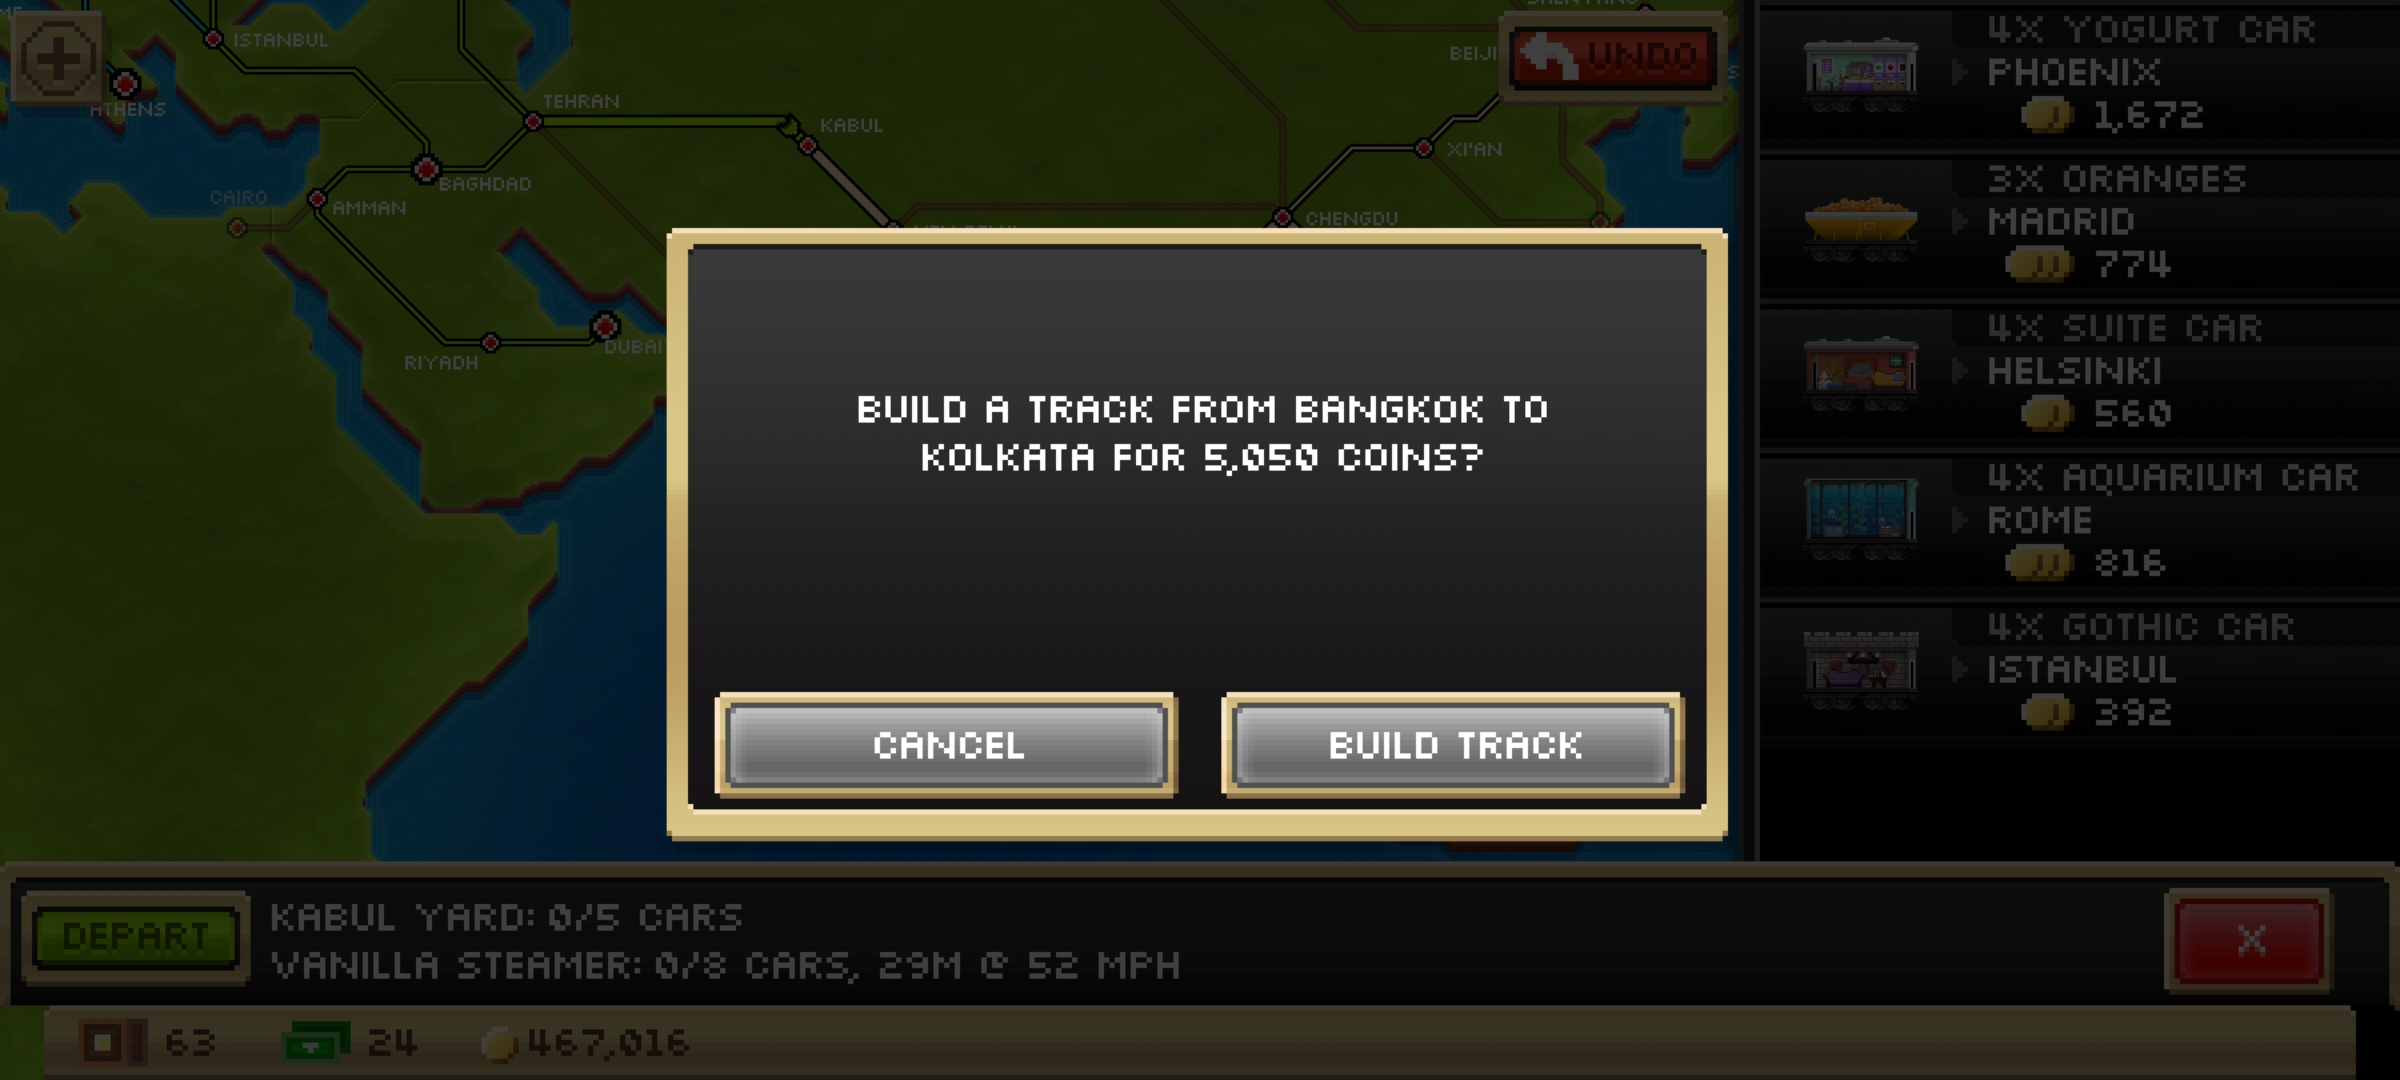 ISTANBUL
ATHENS
TEHRAN
KABUL
BAGHDAD
CAIRO
AMMAN
RIYADH
DUBAI
BEIJI
XI'AN
CHENGDU
UNDO
4X YOGURT CAR
PHOENIX
1,672
3X ORANGES
MADRID
774
4X SUITE CAR
HELSINKI
560
4X AQUARIUM CAR
ROME
816
4X GOTHIC CAR
ISTANBUL
392
BUILD A TRACK FROM BANGKOK TO
KOLKATA FOR 5,050 COINS?
CANCEL
BUILD TRACK
DEPART
KABUL YARD: 0/5 CARS
VANILLA STEAMER: 0/8 CARS, 29M @ 52 MPH
X
63
24
467,016